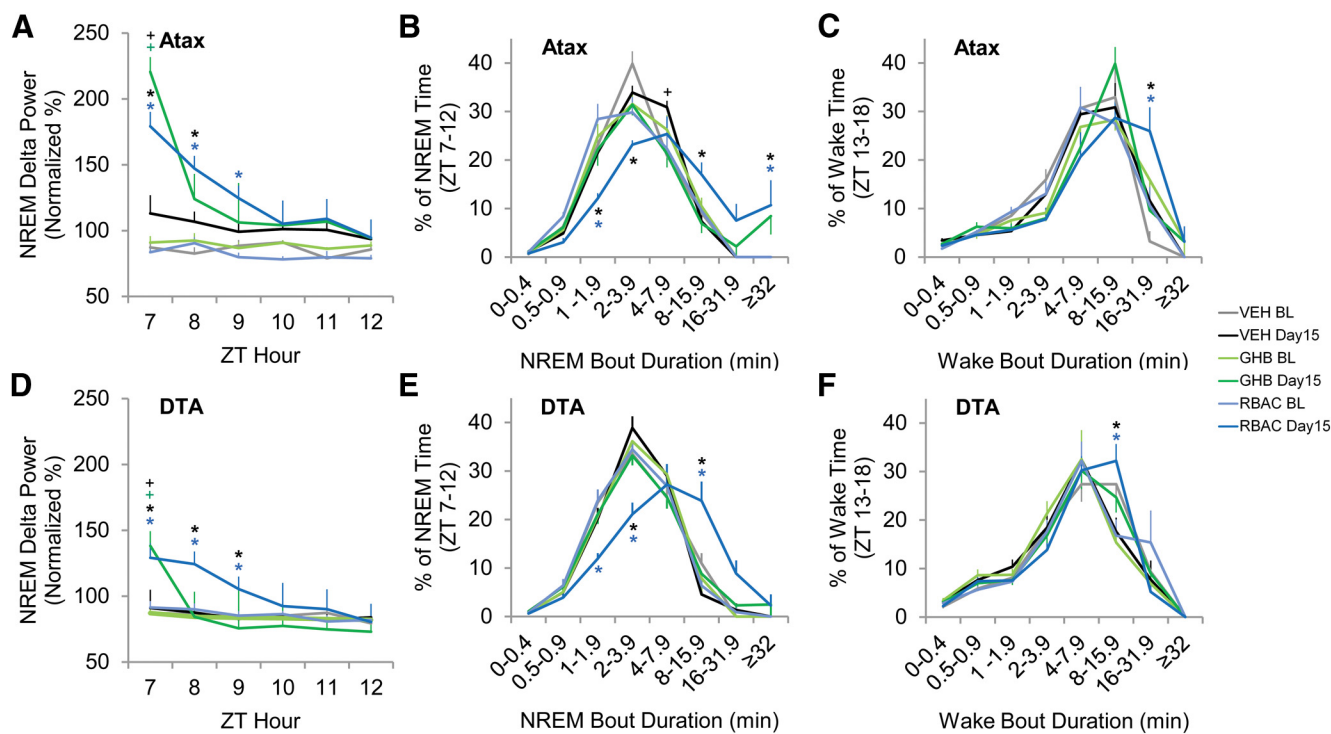 A
NREM Delta Power
(Normalized %)
250
200
150
100
50
+
+
*
*
Atax
*
*
*
7 8 9 10 11 12
ZT Hour
B
% of NREM Time
(ZT 7-12)
40
30
20
10
0
Atax
+
*
*
*
*
*
*
0-0.4 0.5-0.9 1-1.9 2-3.9 4-7.9 8-15.9 16-31.9 ≥32
NREM Bout Duration (min)
C
% of Wake Time
(ZT 13-18)
40
30
20
10
0
Atax
*
*
0-0.4 0.5-0.9 1-1.9 2-3.9 4-7.9 8-15.9 16-31.9 ≥32
Wake Bout Duration (min)
VEH BL
VEH Day15
GHB BL
GHB Day15
RBAC BL
RBAC Day15
D
NREM Delta Power
(Normalized %)
250
200
150
100
50
DTA
+
+
*
*
*
*
*
*
7 8 9 10 11 12
ZT Hour
E
% of NREM Time
(ZT 7-12)
40
30
20
10
0
DTA
*
*
*
*
*
0-0.4 0.5-0.9 1-1.9 2-3.9 4-7.9 8-15.9 16-31.9 ≥32
NREM Bout Duration (min)
F
% of Wake Time
(ZT 13-18)
40
30
20
10
0
DTA
*
*
0-0.4 0.5-0.9 1-1.9 2-3.9 4-7.9 8-15.9 16-31.9 ≥32
Wake Bout Duration (min)